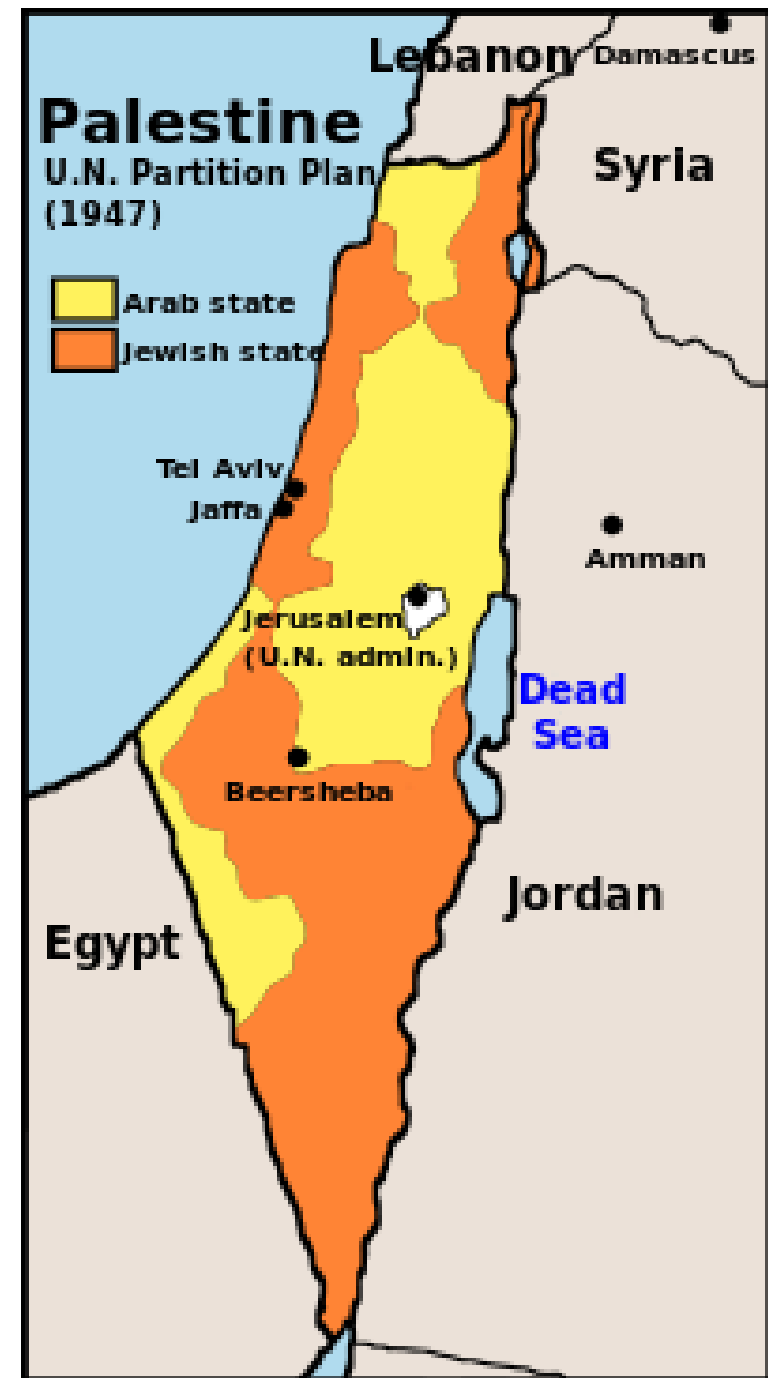 Lebanon
Damascus
Palestine
U.N. Partition Plan
(1947)
Syria
Arab state
Jewish state
Tel Aviv
Jaffa
Amman
Jerusalem
(U.N. admin.)
Dead
Sea
Beersheba
Jordan
Egypt